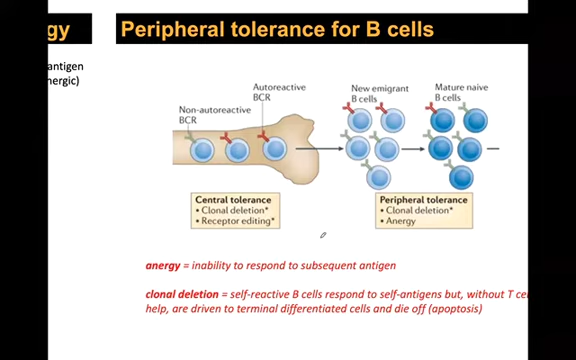 gy
Peripheral tolerance for B cells
antigen
nergic)
Autoreactive
BCR
Non-autoreactive
BCR
New emigrant
B cells
Mature naive
B cells
Central tolerance
• Clonal deletion*
• Receptor editing*
Peripheral tolerance
• Clonal deletion*
• Anergy
anergy = inability to respond to subsequent antigen
clonal deletion = self-reactive B cells respond to self-antigens but, without T ce
help, are driven to terminal differentiated cells and die off (apoptosis)